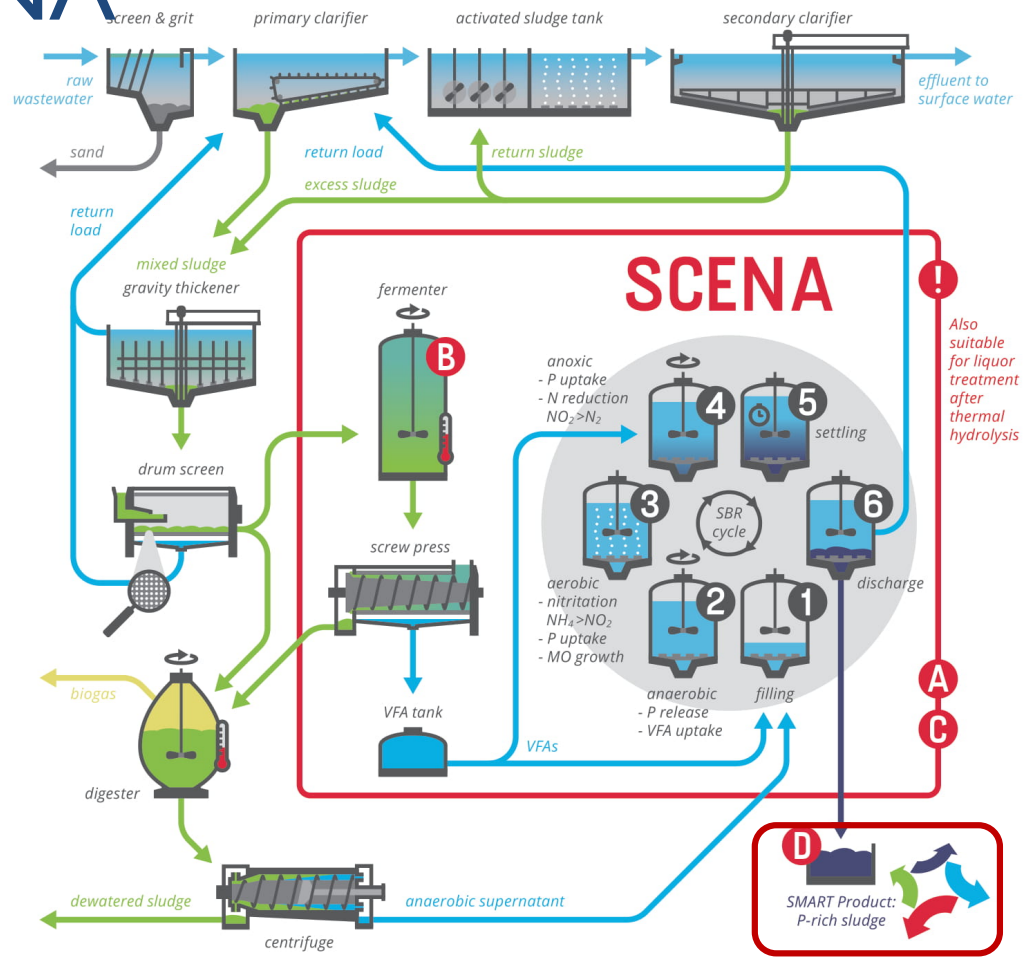 NA
screen & grit
primary clarifier
activated sludge tank
secondary clarifier
raw
wastewater
effluent to
surface water
sand
return load
return sludge
excess sludge
return
load
mixed sludge
gravity thickener
fermenter
SCENA
!
Also
suitable
for liquor
treatment
after
thermal
hydrolysis
B
anoxic
- P uptake
- N reduction
NO₂>N₂
4
5
settling
drum screen
3
SBR
cycle
6
screw press
discharge
aerobic
- nitritation
NH₄>NO₂
- P uptake
- MO growth
2
1
anaerobic
- P release
- VFA uptake
filling
A
C
biogas
VFA tank
VFAs
digester
D
dewatered sludge
anaerobic supernatant
centrifuge
SMART Product:
P-rich sludge